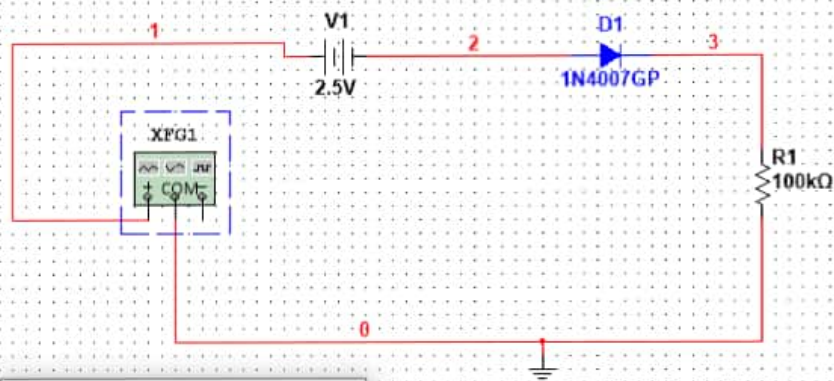 V1
D1
1
2
3
2.5V
1N4007GP
XFG1
+ COM -
R1
100kΩ
0